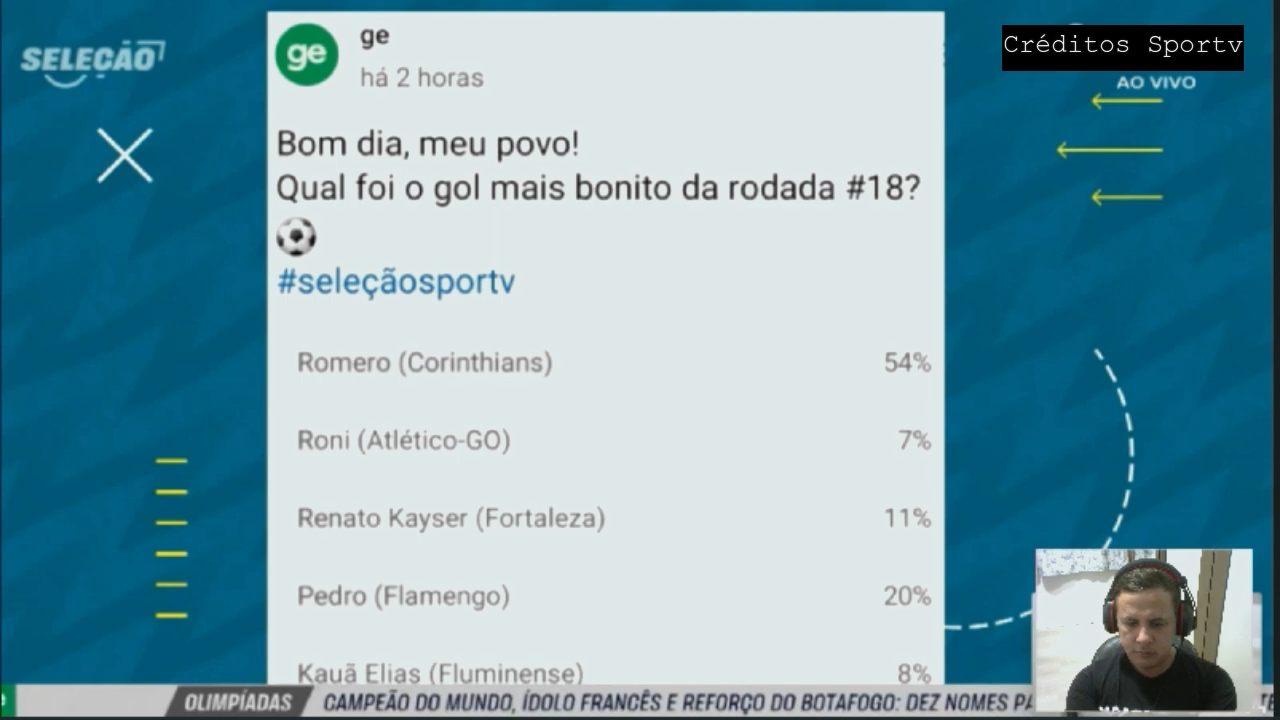 SELEÇÃO
ge
ge
há 2 horas
Créditos Sportv
AO VIVO
Bom dia, meu povo!
Qual foi o gol mais bonito da rodada #18?
#seleçãosportv
Romero (Corinthians) 54%
Roni (Atlético-GO) 7%
Renato Kayser (Fortaleza) 11%
Pedro (Flamengo) 20%
Kauã Elias (Fluminense) 8%
OLIMPÍADAS CAMPEÃO DO MUNDO, ÍDOLO FRANCÊS E REFORÇO DO BOTAFOGO: DEZ NOMES